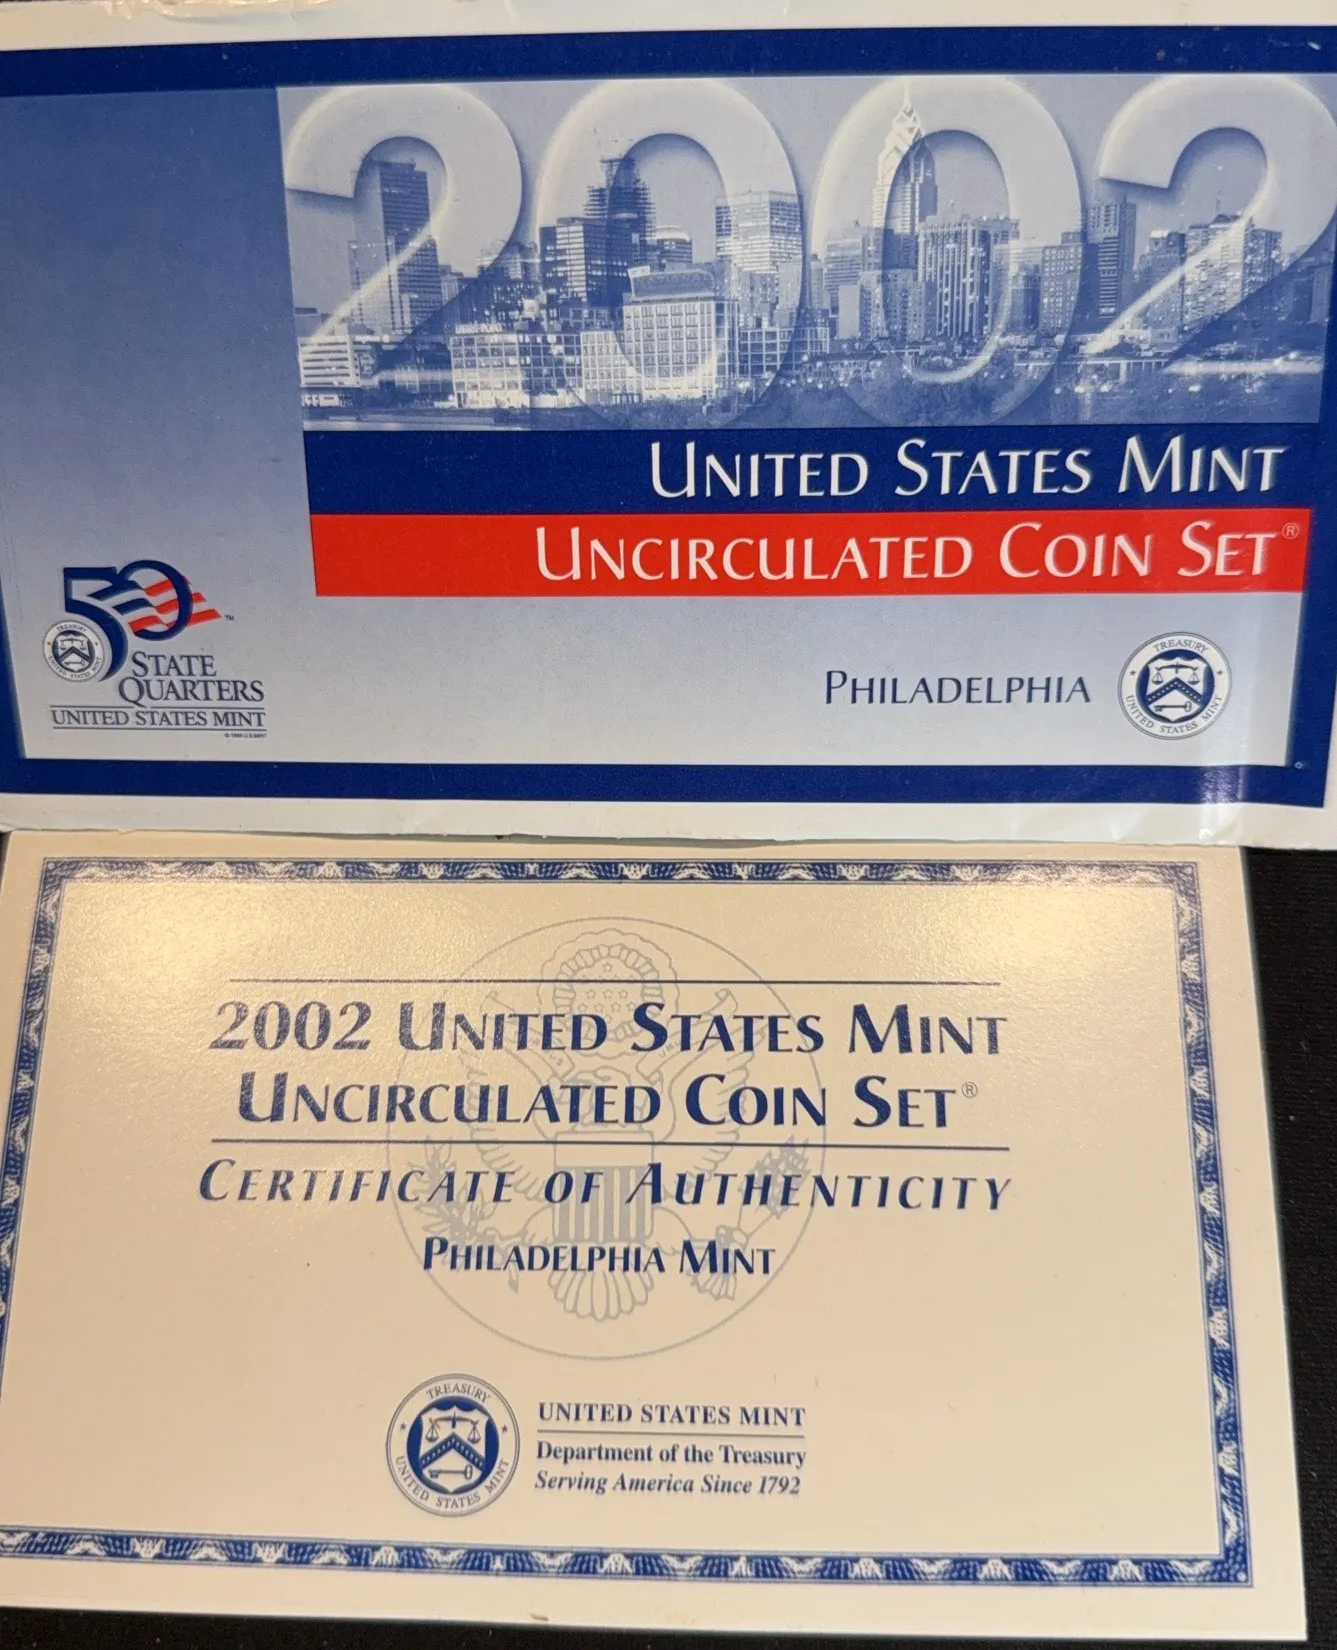 2002
UNITED STATES MINT
UNCIRCULATED COIN SET®
50
STATE
QUARTERS™
UNITED STATES MINT
PHILADELPHIA
TREASURY
UNITED STATES MINT
2002 UNITED STATES MINT
UNCIRCULATED COIN SET®
CERTIFICATE OF AUTHENTICITY
PHILADELPHIA MINT
TREASURY
UNITED STATES MINT
UNITED STATES MINT
Department of the Treasury
Serving America Since 1792